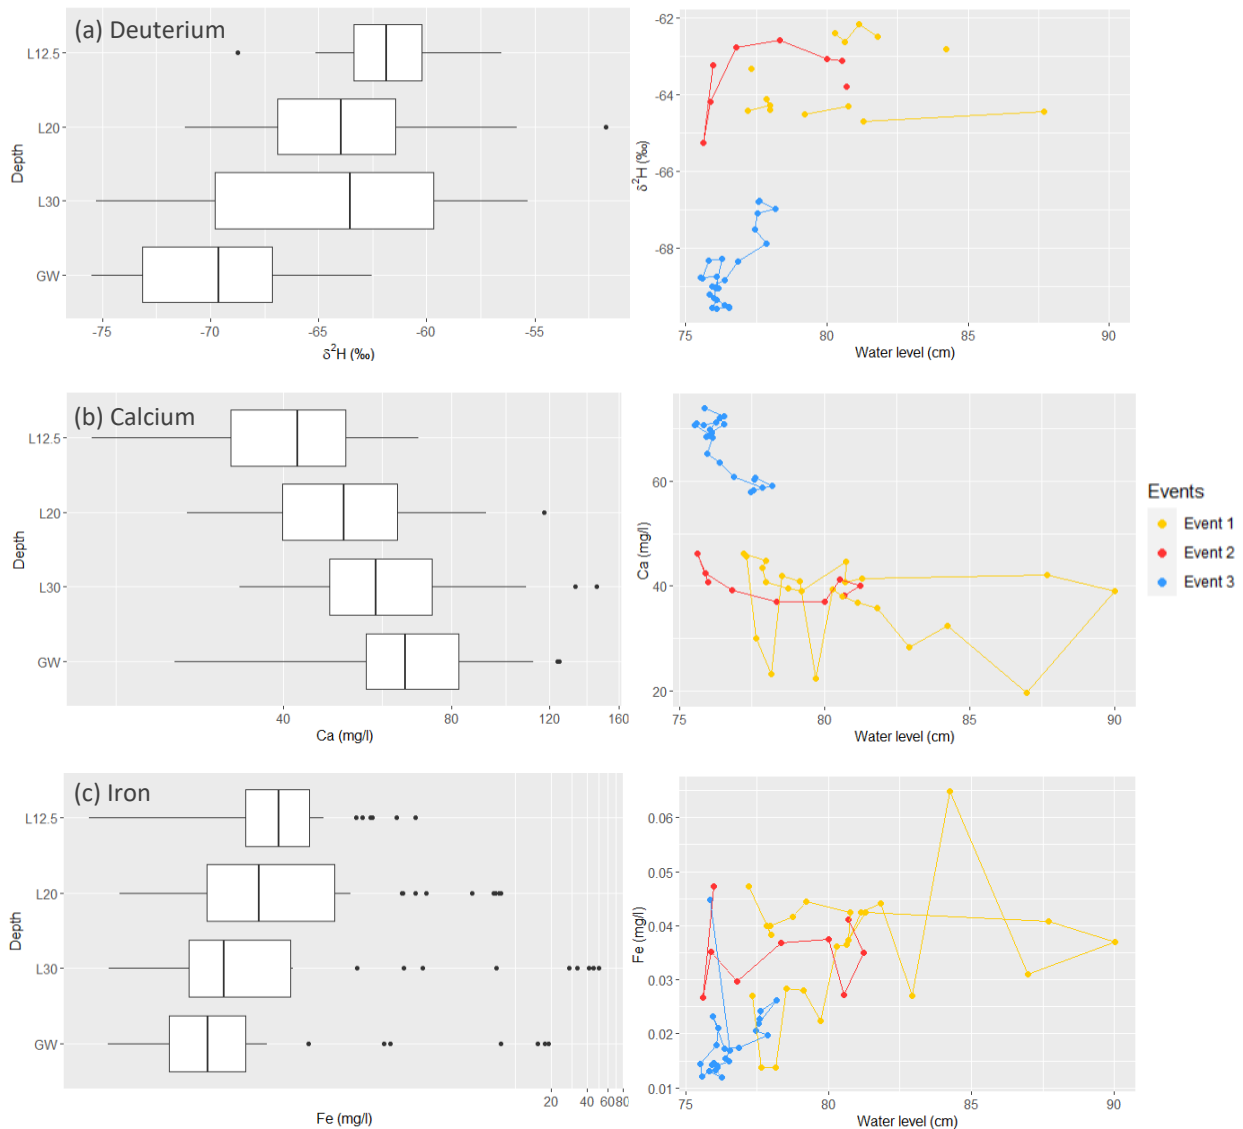 (a) Deuterium
L12.5
L20
L30
GW
Depth
-75
-70
-65
-60
-55
δ²H (‰)
-62
-64
-66
-68
δ²H (‰)
75
80
85
90
Water level (cm)
(b) Calcium
L12.5
L20
L30
GW
Depth
40
80
120
160
Ca (mg/l)
60
40
20
Ca (mg/l)
75
80
85
90
Water level (cm)
Events
Event 1
Event 2
Event 3
(c) Iron
L12.5
L20
L30
GW
Depth
20
40
60
80
Fe (mg/l)
0.06
0.05
0.04
0.03
0.02
0.01
Fe (mg/l)
75
80
85
90
Water level (cm)